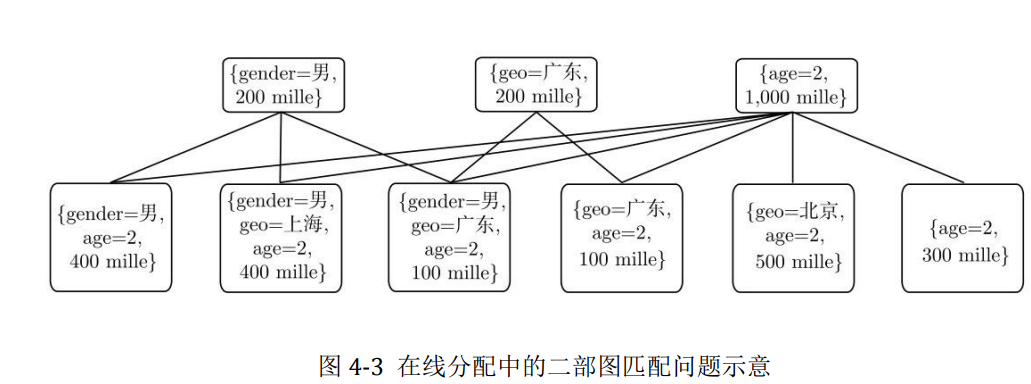 {gender=男,
200 mille}
{geo=广东,
200 mille}
{age=2,
1,000 mille}
{gender=男,
age=2,
400 mille}
{gender=男,
geo=上海,
age=2,
400 mille}
{gender=男,
geo=广东,
age=2,
100 mille}
{geo=广东,
age=2,
100 mille}
{geo=北京,
age=2,
500 mille}
{age=2,
300 mille}
图 4-3 在线分配中的二部图匹配问题示意